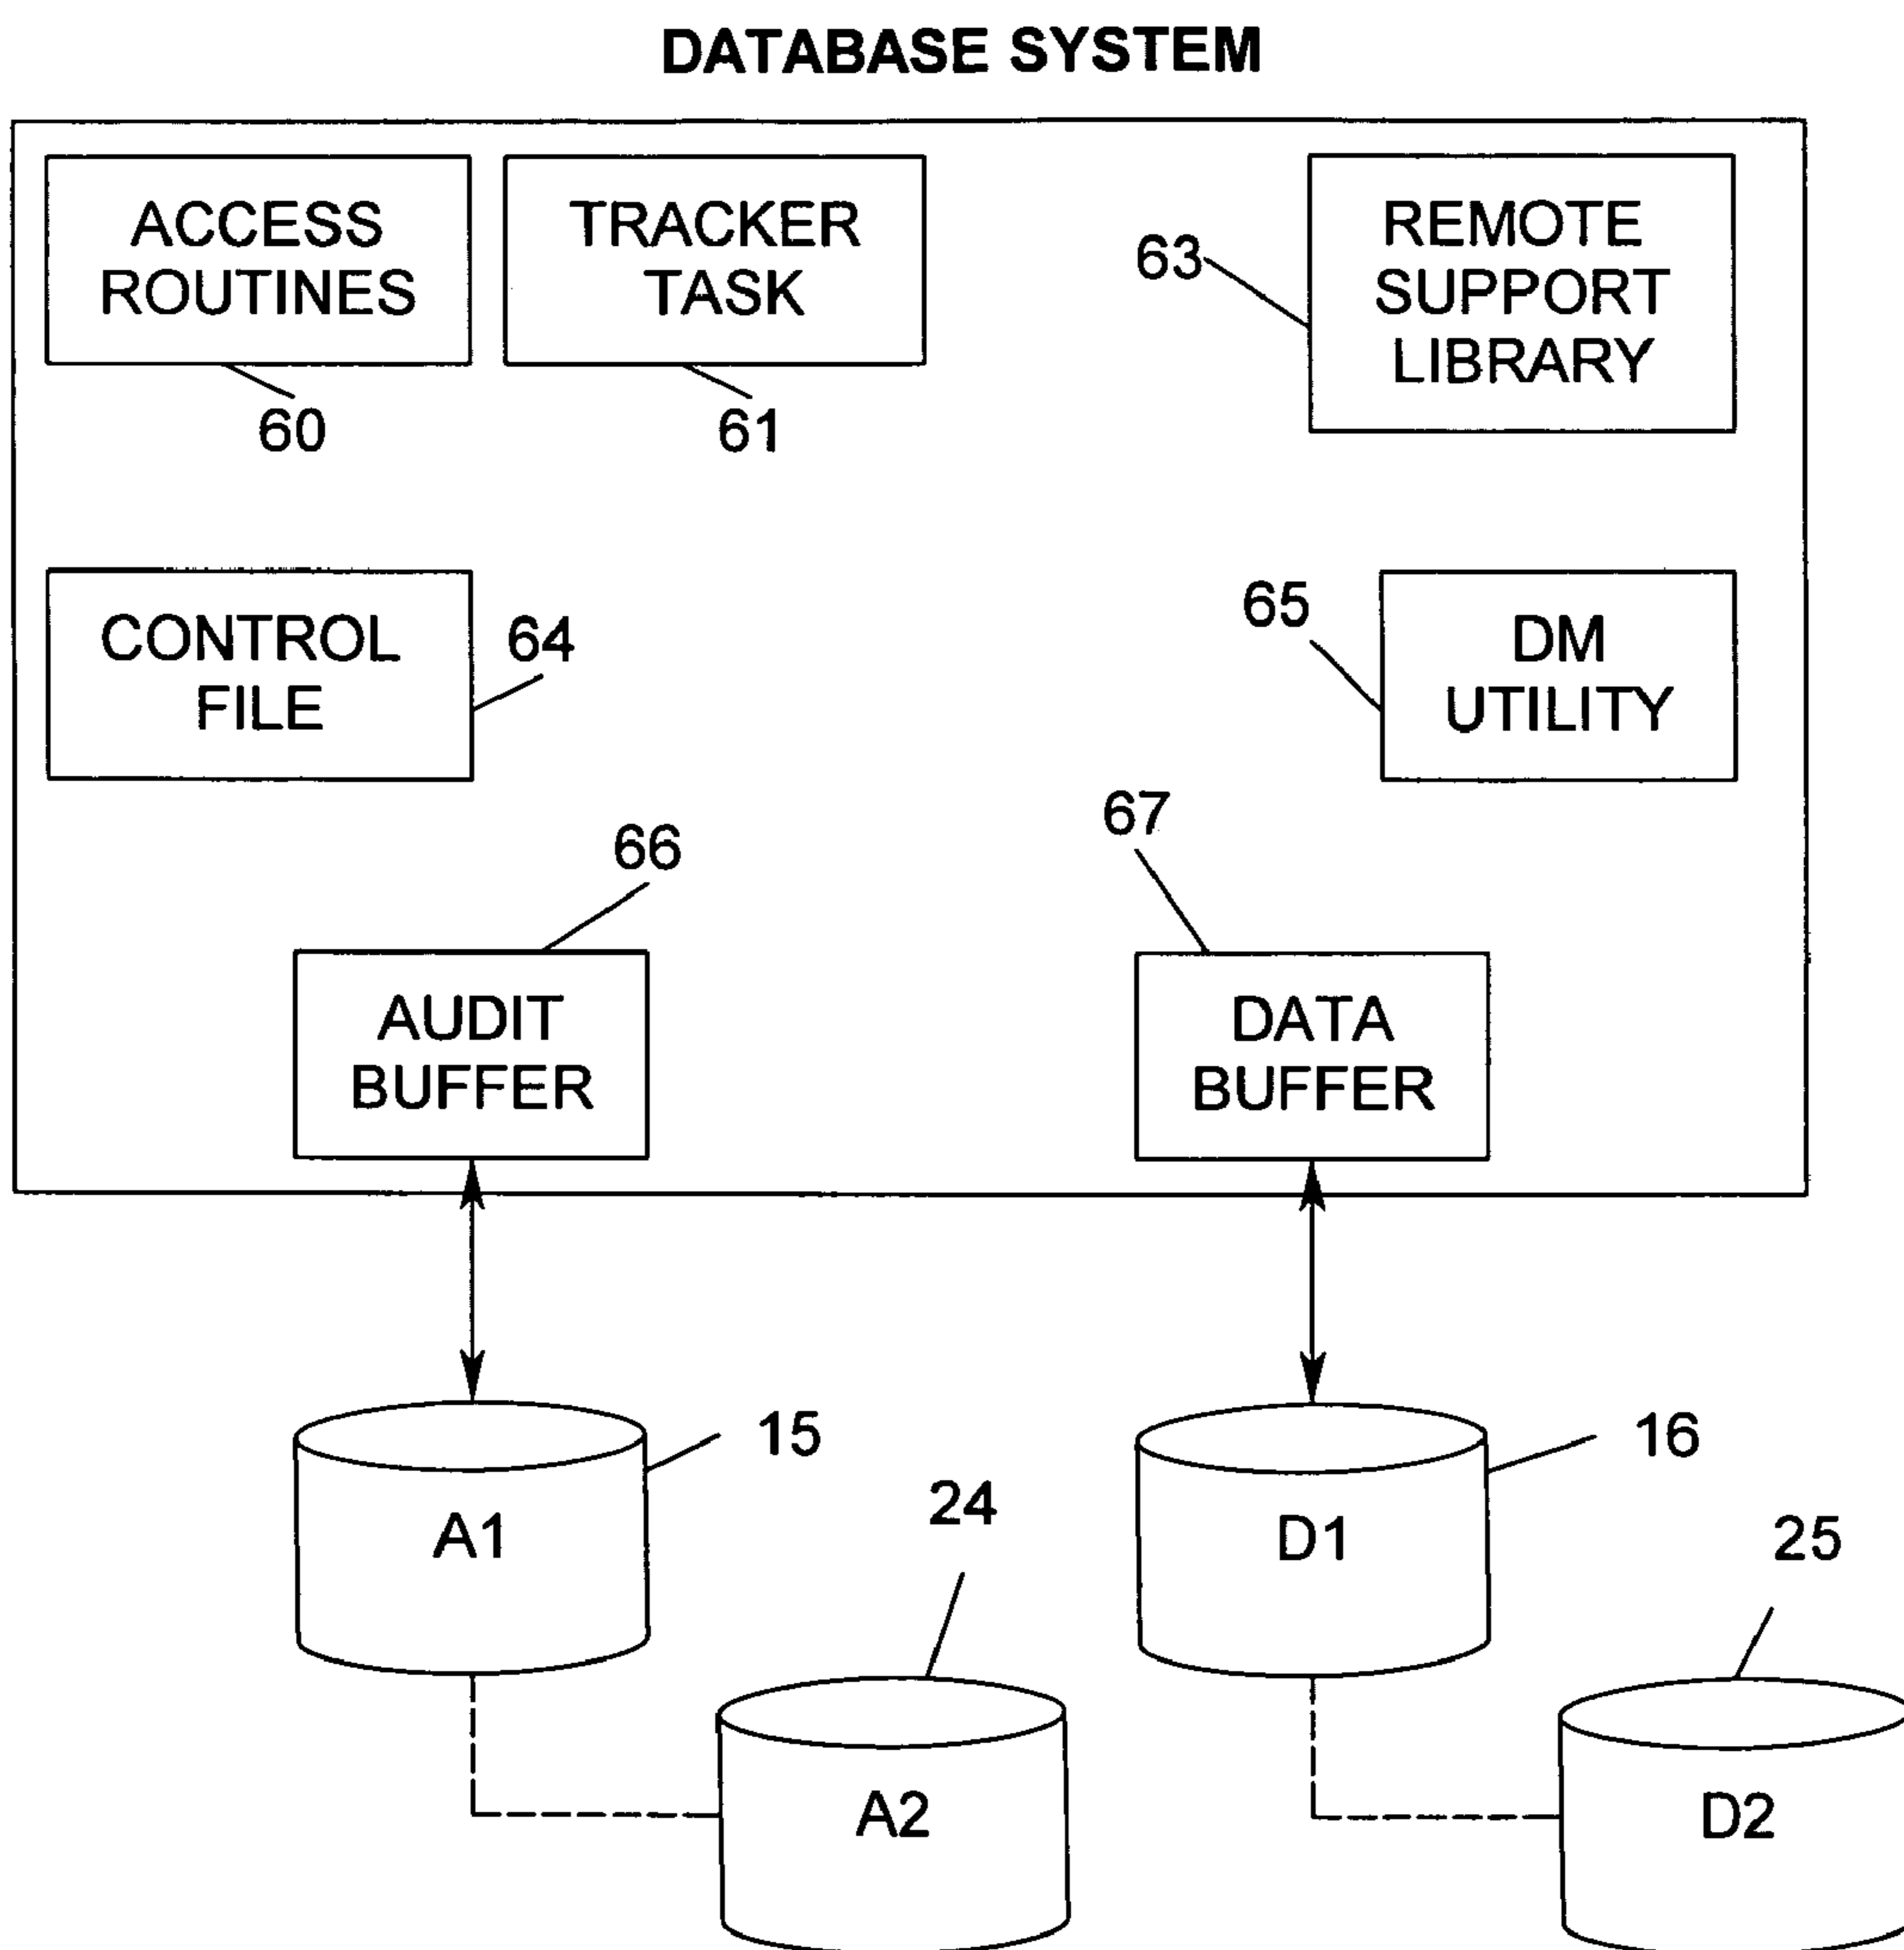 DATABASE SYSTEM
ACCESS
ROUTINES
60
TRACKER
TASK
61
63
REMOTE
SUPPORT
LIBRARY
CONTROL
FILE
64
65
DM
UTILITY
66
AUDIT
BUFFER
67
DATA
BUFFER
A1
15
24
A2
D1
16
25
D2